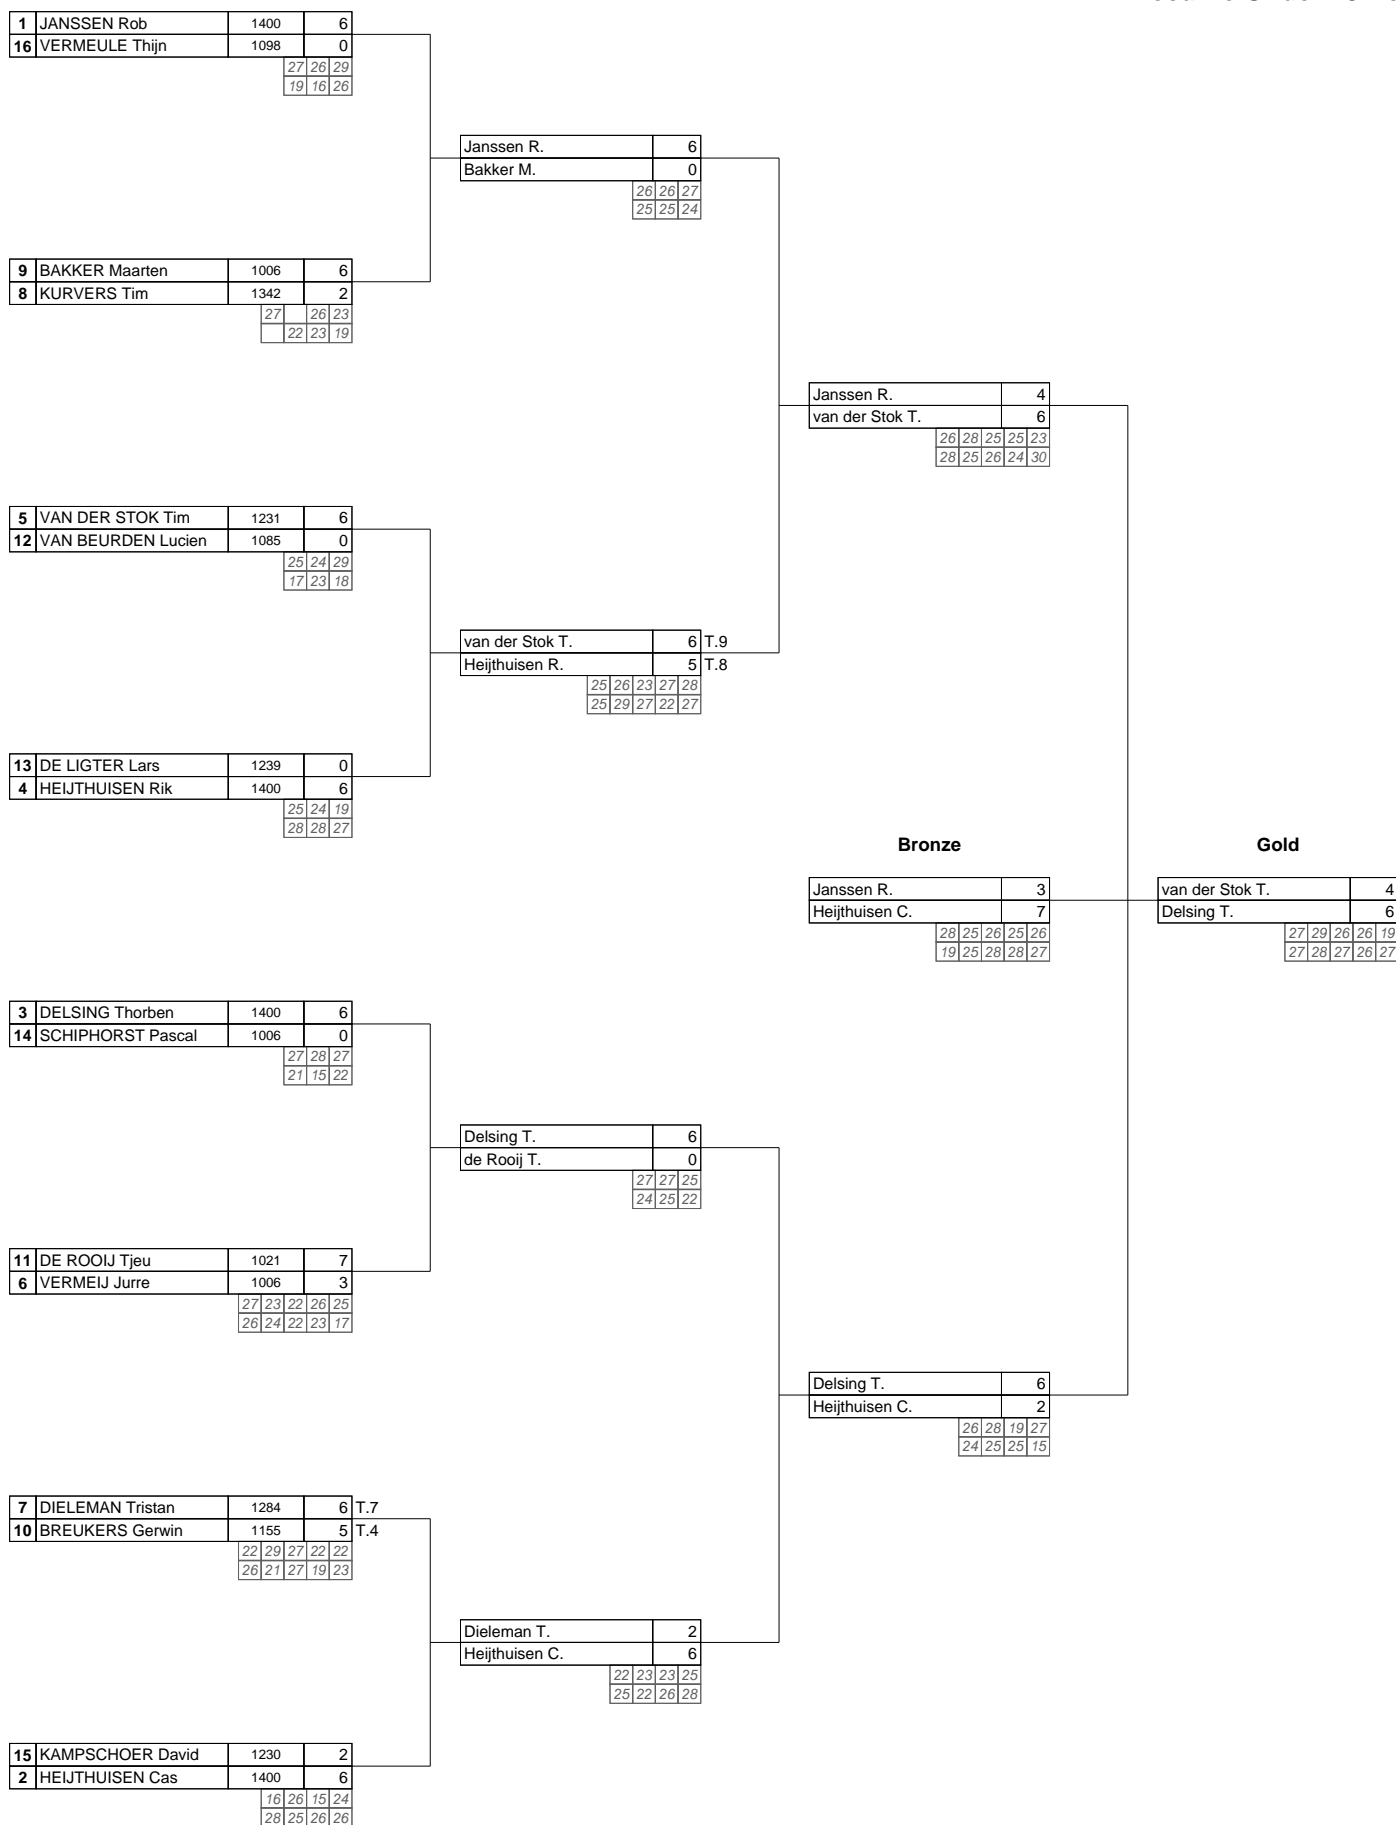 1 JANSSEN Rob 1400 6
16 VERMEULE Thijn 1098 0
27 26 29
19 16 26
Janssen R. 6
Bakker M. 0
26 26 27
25 25 24
9 BAKKER Maarten 1006 6
8 KURVERS Tim 1342 2
27 26 23
22 23 19
Janssen R. 4
van der Stok T. 6
26 28 25 25 23
28 25 26 24 30
5 VAN DER STOK Tim 1231 6
12 VAN BEURDEN Lucien 1085 0
25 24 29
17 23 18
van der Stok T. 6 T.9
Heijthuisen R. 5 T.8
25 26 23 27 28
25 29 27 22 27
13 DE LIGTER Lars 1239 0
4 HEIJTHUISEN Rik 1400 6
25 24 19
28 28 27
Bronze Gold
Janssen R. 3 van der Stok T. 4
Heijthuisen C. 7 Delsing T. 6
28 25 26 25 26 27 29 26 26 19
19 25 28 28 27 27 28 27 26 27
3 DELSING Thorben 1400 6
14 SCHIPHORST Pascal 1006 0
27 28 27
21 15 22
Delsing T. 6
de Rooij T. 0
27 27 25
24 25 22
11 DE ROOIJ Tjeu 1021 7
6 VERMEIJ Jurre 1006 3
27 23 22 26 25
26 24 22 23 17
Delsing T. 6
Heijthuisen C. 2
26 28 19 27
24 25 25 15
7 DIELEMAN Tristan 1284 6 T.7
10 BREUKERS Gerwin 1155 5 T.4
22 29 27 22 22
26 21 27 19 23
Dieleman T. 2
Heijthuisen C. 6
22 23 23 25
25 22 26 28
15 KAMPSCHOER David 1230 2
2 HEIJTHUISEN Cas 1400 6
16 26 15 24
28 25 26 26